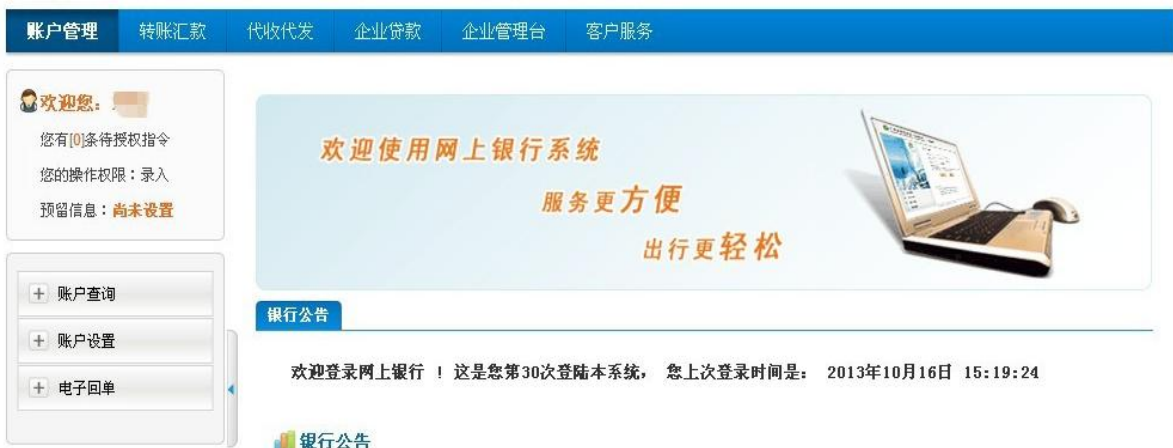 账户管理 转账汇款 代收代发 企业贷款 企业管理台 客户服务
欢迎您：
您有[0]条待授权指令
您的操作权限：录入
预留信息：尚未设置
账户查询
账户设置
电子回单
欢迎使用网上银行系统
服务更方便
出行更轻松
银行公告
欢迎登录网上银行 ! 这是您第30次登陆本系统， 您上次登录时间是： 2013年10月16日 15:19:24
银行公告